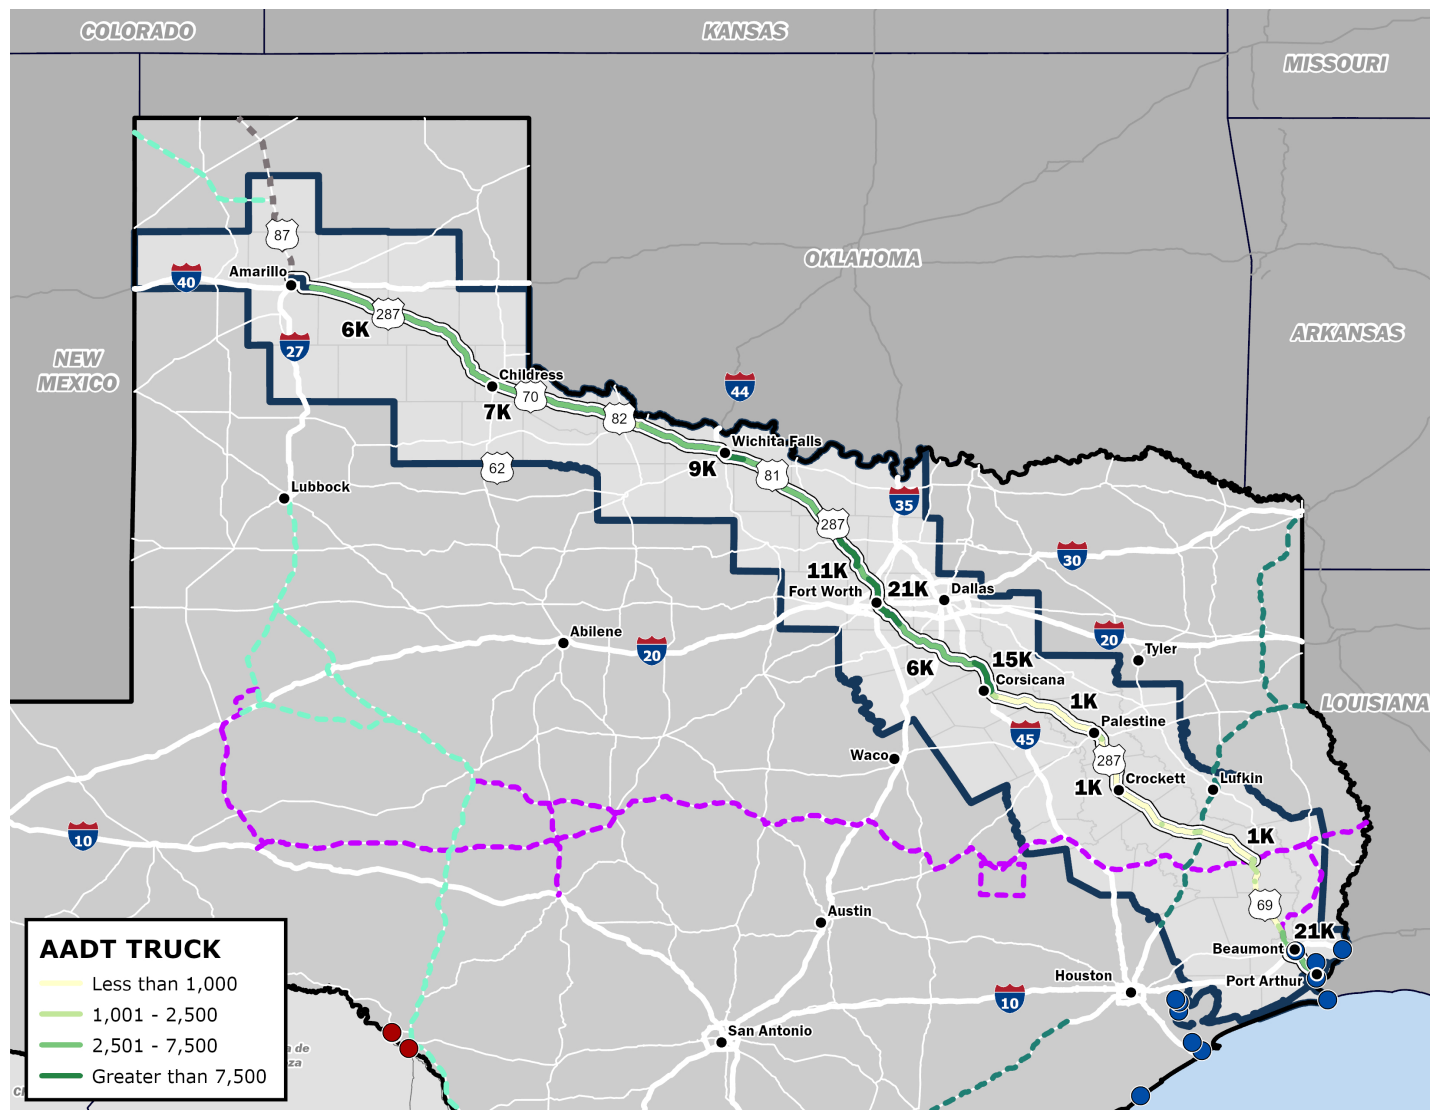 COLORADO
KANSAS
MISSOURI
87
OKLAHOMA
Amarillo
40
287
6K
ARKANSAS
27
NEW
MEXICO
Childress
44
70
7K
82
Wichita Falls
62
9K
81
Lubbock
35
287
30
11K
21K
Fort Worth
Dallas
Abilene
20
20
Tyler
15K
6K
Corsicana
1K
LOUISIANA
Palestine
45
Waco
287
Crockett
Lufkin
1K
10
1K
69
Austin
21K
Beaumont
Houston
Port Arthur
10
San Antonio
AADT TRUCK
Less than 1,000
1,001 - 2,500
2,501 - 7,500
Greater than 7,500